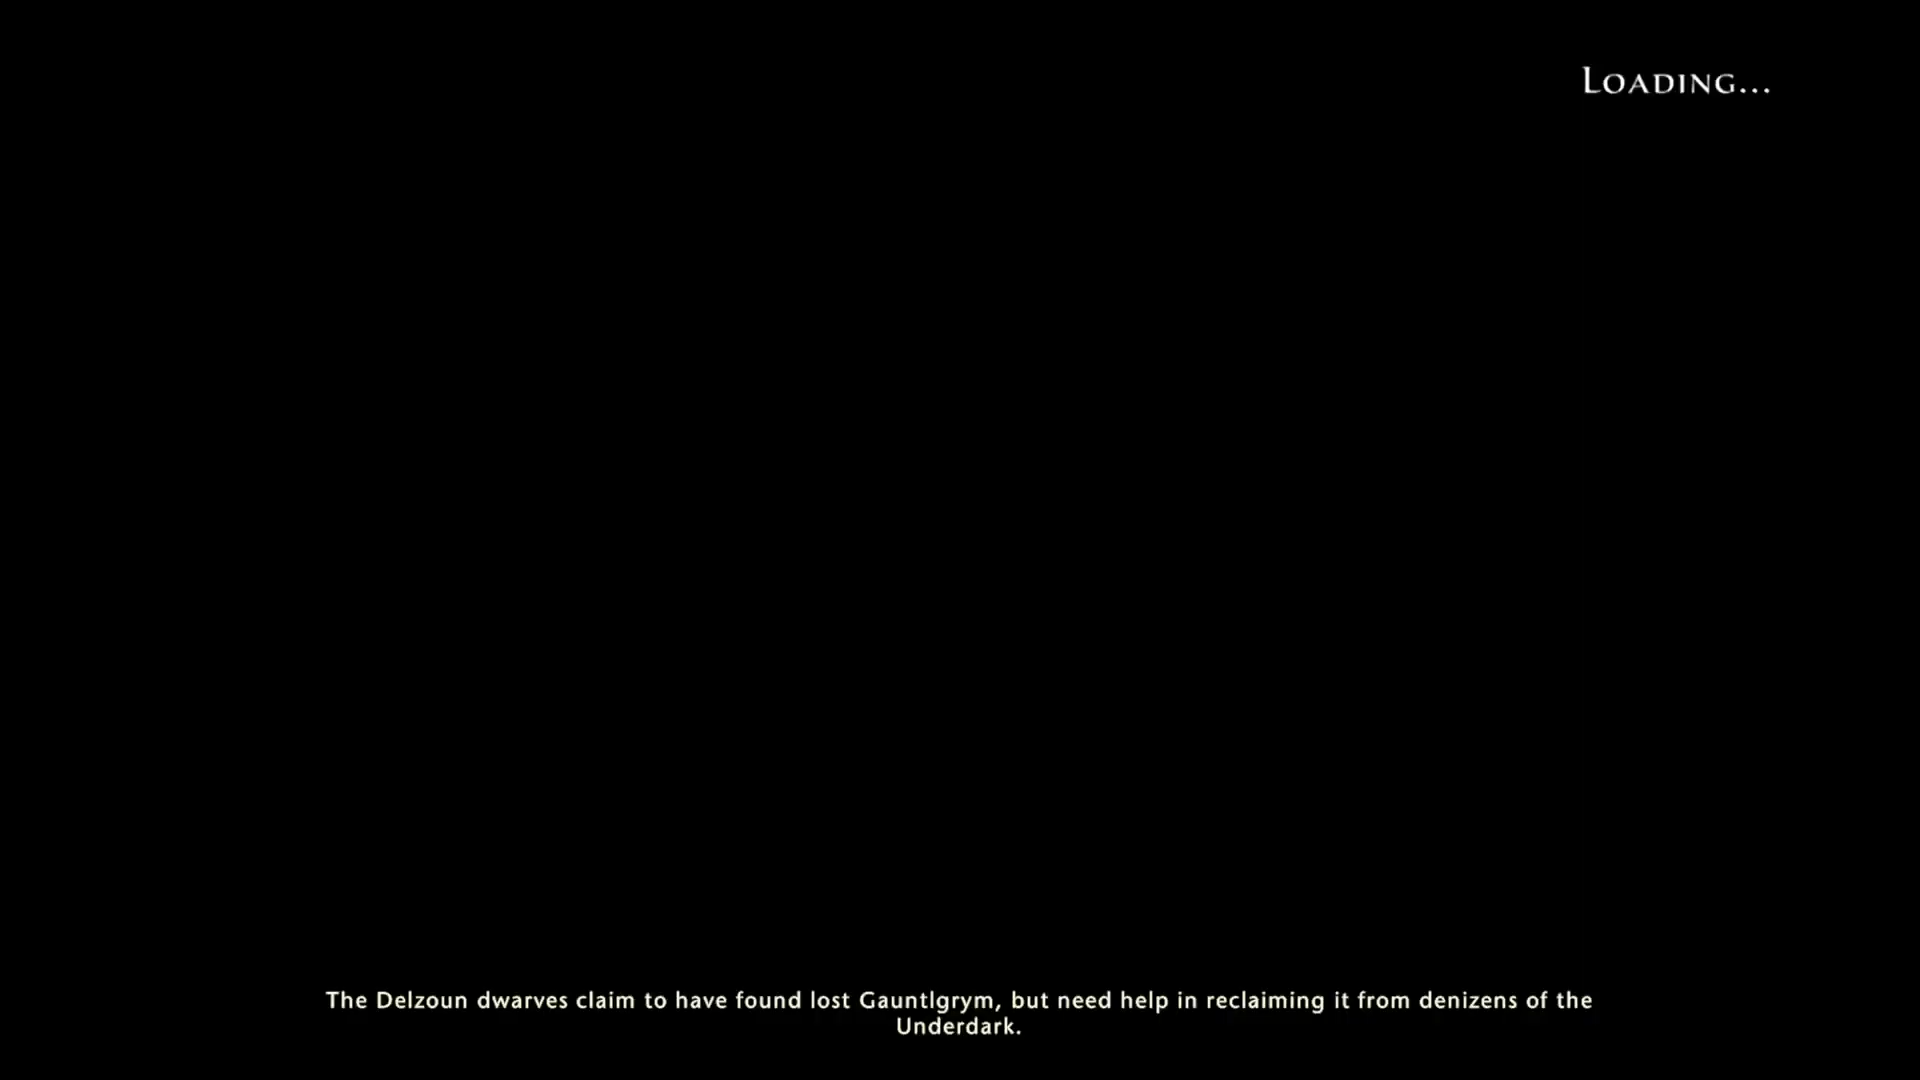 Loading...
The Delzoun dwarves claim to have found lost Gauntlgrym, but need help in reclaiming it from denizens of the
Underdark.